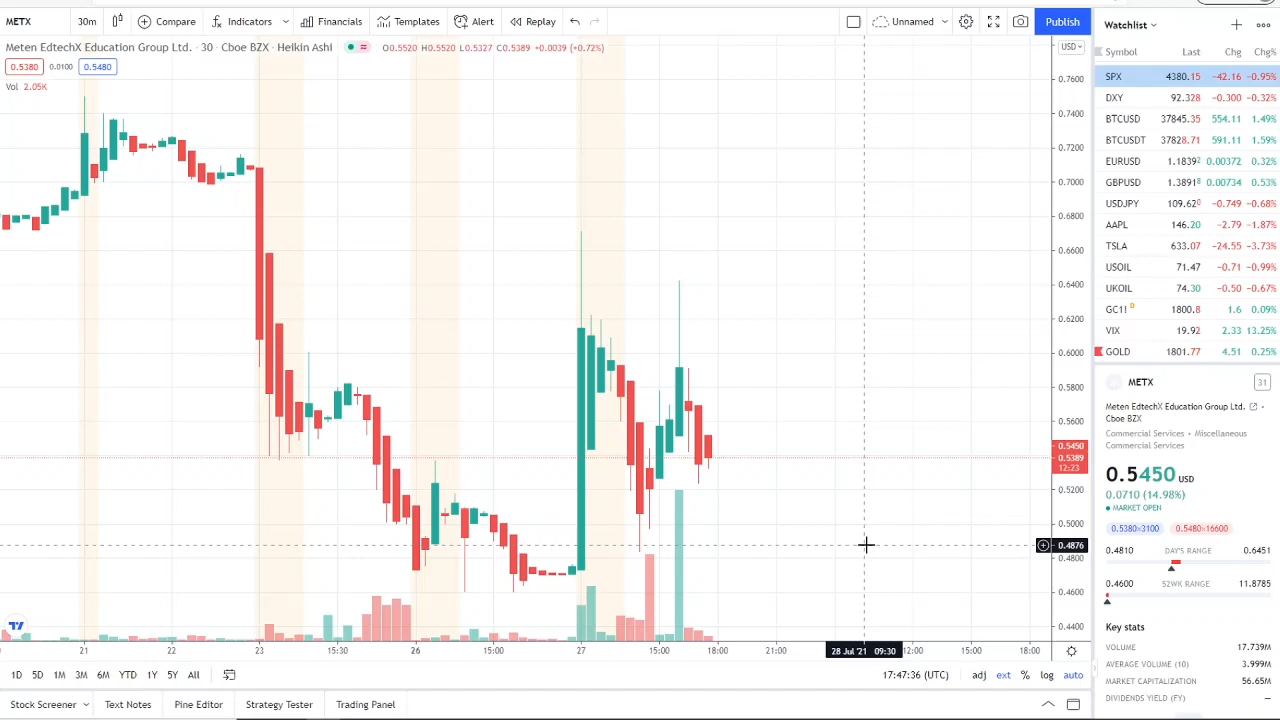 METX 30m Compare Indicators Financials Templates Alert Replay Unnamed Publish
Meten EdtechX Education Group Ltd. · 30 · Cboe BZX · Heikin Ashi O0.5520 H0.5520 L0.5327 C0.5389 +0.0039 (+0.72%)
0.5380 0.0100 0.5480
Vol 2.05K
USD
0.7600
0.7400
0.7200
0.7000
0.6800
0.6600
0.6400
0.6200
0.6000
0.5800
0.5600
0.5450
0.5389
12:23
0.5200
0.5000
0.4876
0.4800
0.4600
0.4400
21 22 23 15:30 26 15:00 27 15:00 18:00 21:00 28 Jul '21 09:30 12:00 15:00 18:00
1D 5D 1M 3M 6M YTD 1Y 5Y All 17:47:36 (UTC) adj ext % log auto
Stock Screener Text Notes Pine Editor Strategy Tester Trading Panel
Watchlist
Symbol Last Chg Chg%
SPX 4380.15 −42.16 −0.95%
DXY 92.328 −0.300 −0.32%
BTCUSD 37845.35 554.11 1.49%
BTCUSDT 37828.71 591.11 1.59%
EURUSD 1.1839² 0.00372 0.32%
GBPUSD 1.3891⁸ 0.00734 0.53%
USDJPY 109.62⁰ −0.749 −0.68%
AAPL 146.20 −2.79 −1.87%
TSLA 633.07 −24.55 −3.73%
USOIL 71.47 −0.71 −0.99%
UKOIL 74.30 −0.50 −0.67%
GC1! D 1800.8 1.6 0.09%
VIX 19.92 2.33 13.25%
GOLD 1801.77 4.51 0.25%
METX 31
Meten EdtechX Education Group Ltd. ·
Cboe BZX
Commercial Services • Miscellaneous
Commercial Services
0.5450 USD
0.0710 (14.98%)
MARKET OPEN
0.5380×3100 0.5480×16600
0.4810 DAY'S RANGE 0.6451
0.4600 52WK RANGE 11.8785
Key stats
VOLUME 17.739M
AVERAGE VOLUME (10) 3.999M
MARKET CAPITALIZATION 56.65M
DIVIDENDS YIELD (FY) —